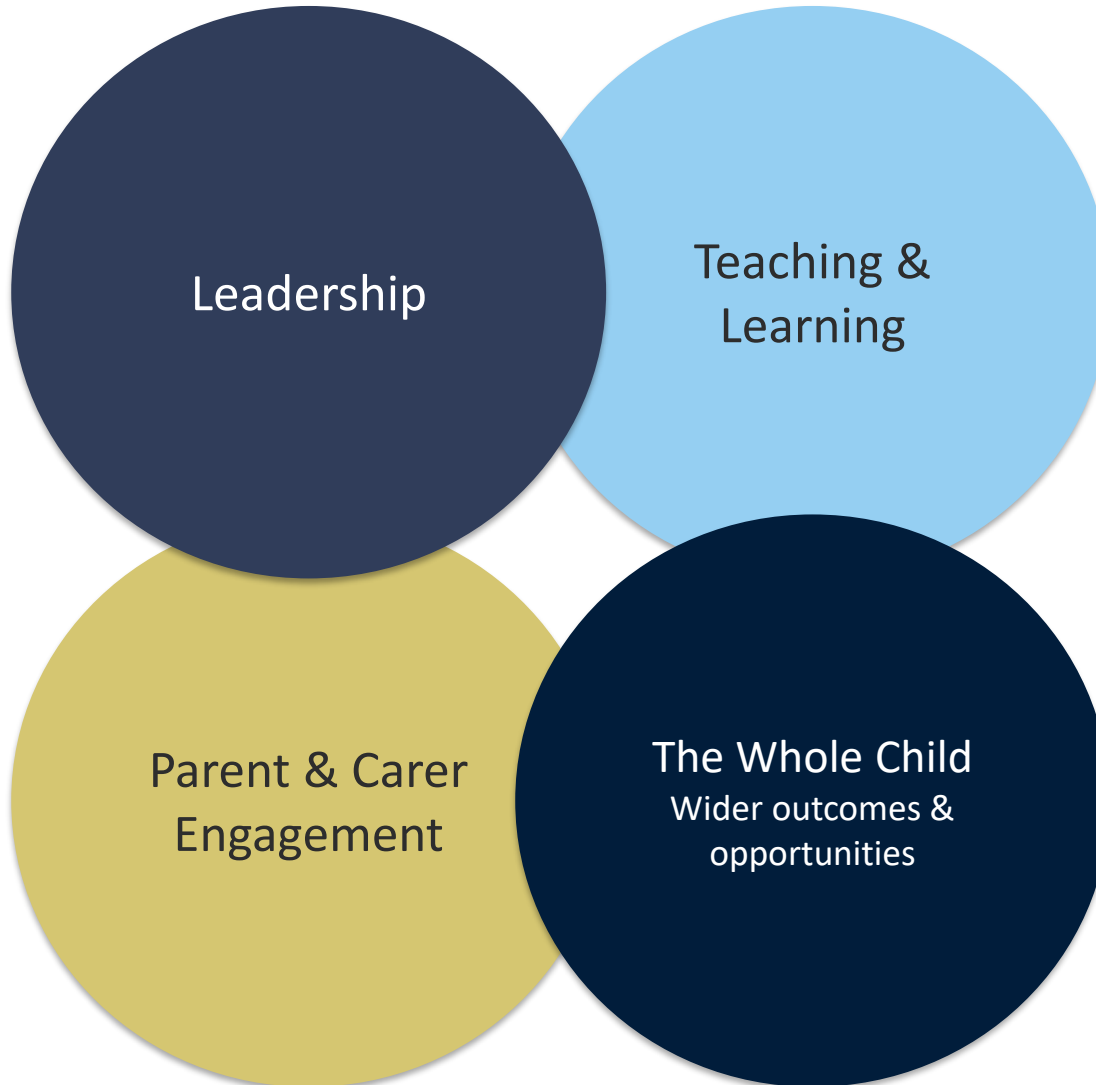 Leadership
Teaching &
Learning
Parent & Carer
Engagement
The Whole Child
Wider outcomes &
opportunities